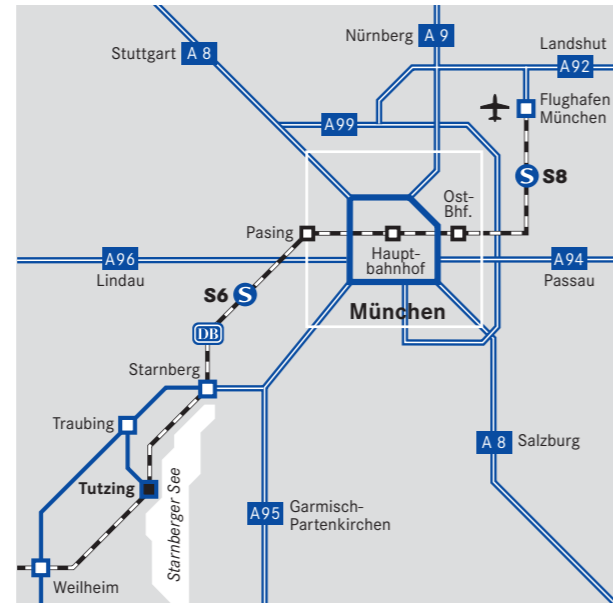 Nürnberg
A 9
Landshut
Stuttgart
A 8
A92
Flughafen
München
A99
S
S8
Ost-
Bhf.
Pasing
Haupt-
bahnhof
A96
Lindau
A94
Passau
S6
S
München
DB
Starnberg
Traubing
A 8
Salzburg
Tutzing
Starnberger See
A95
Garmisch-
Partenkirchen
Weilheim